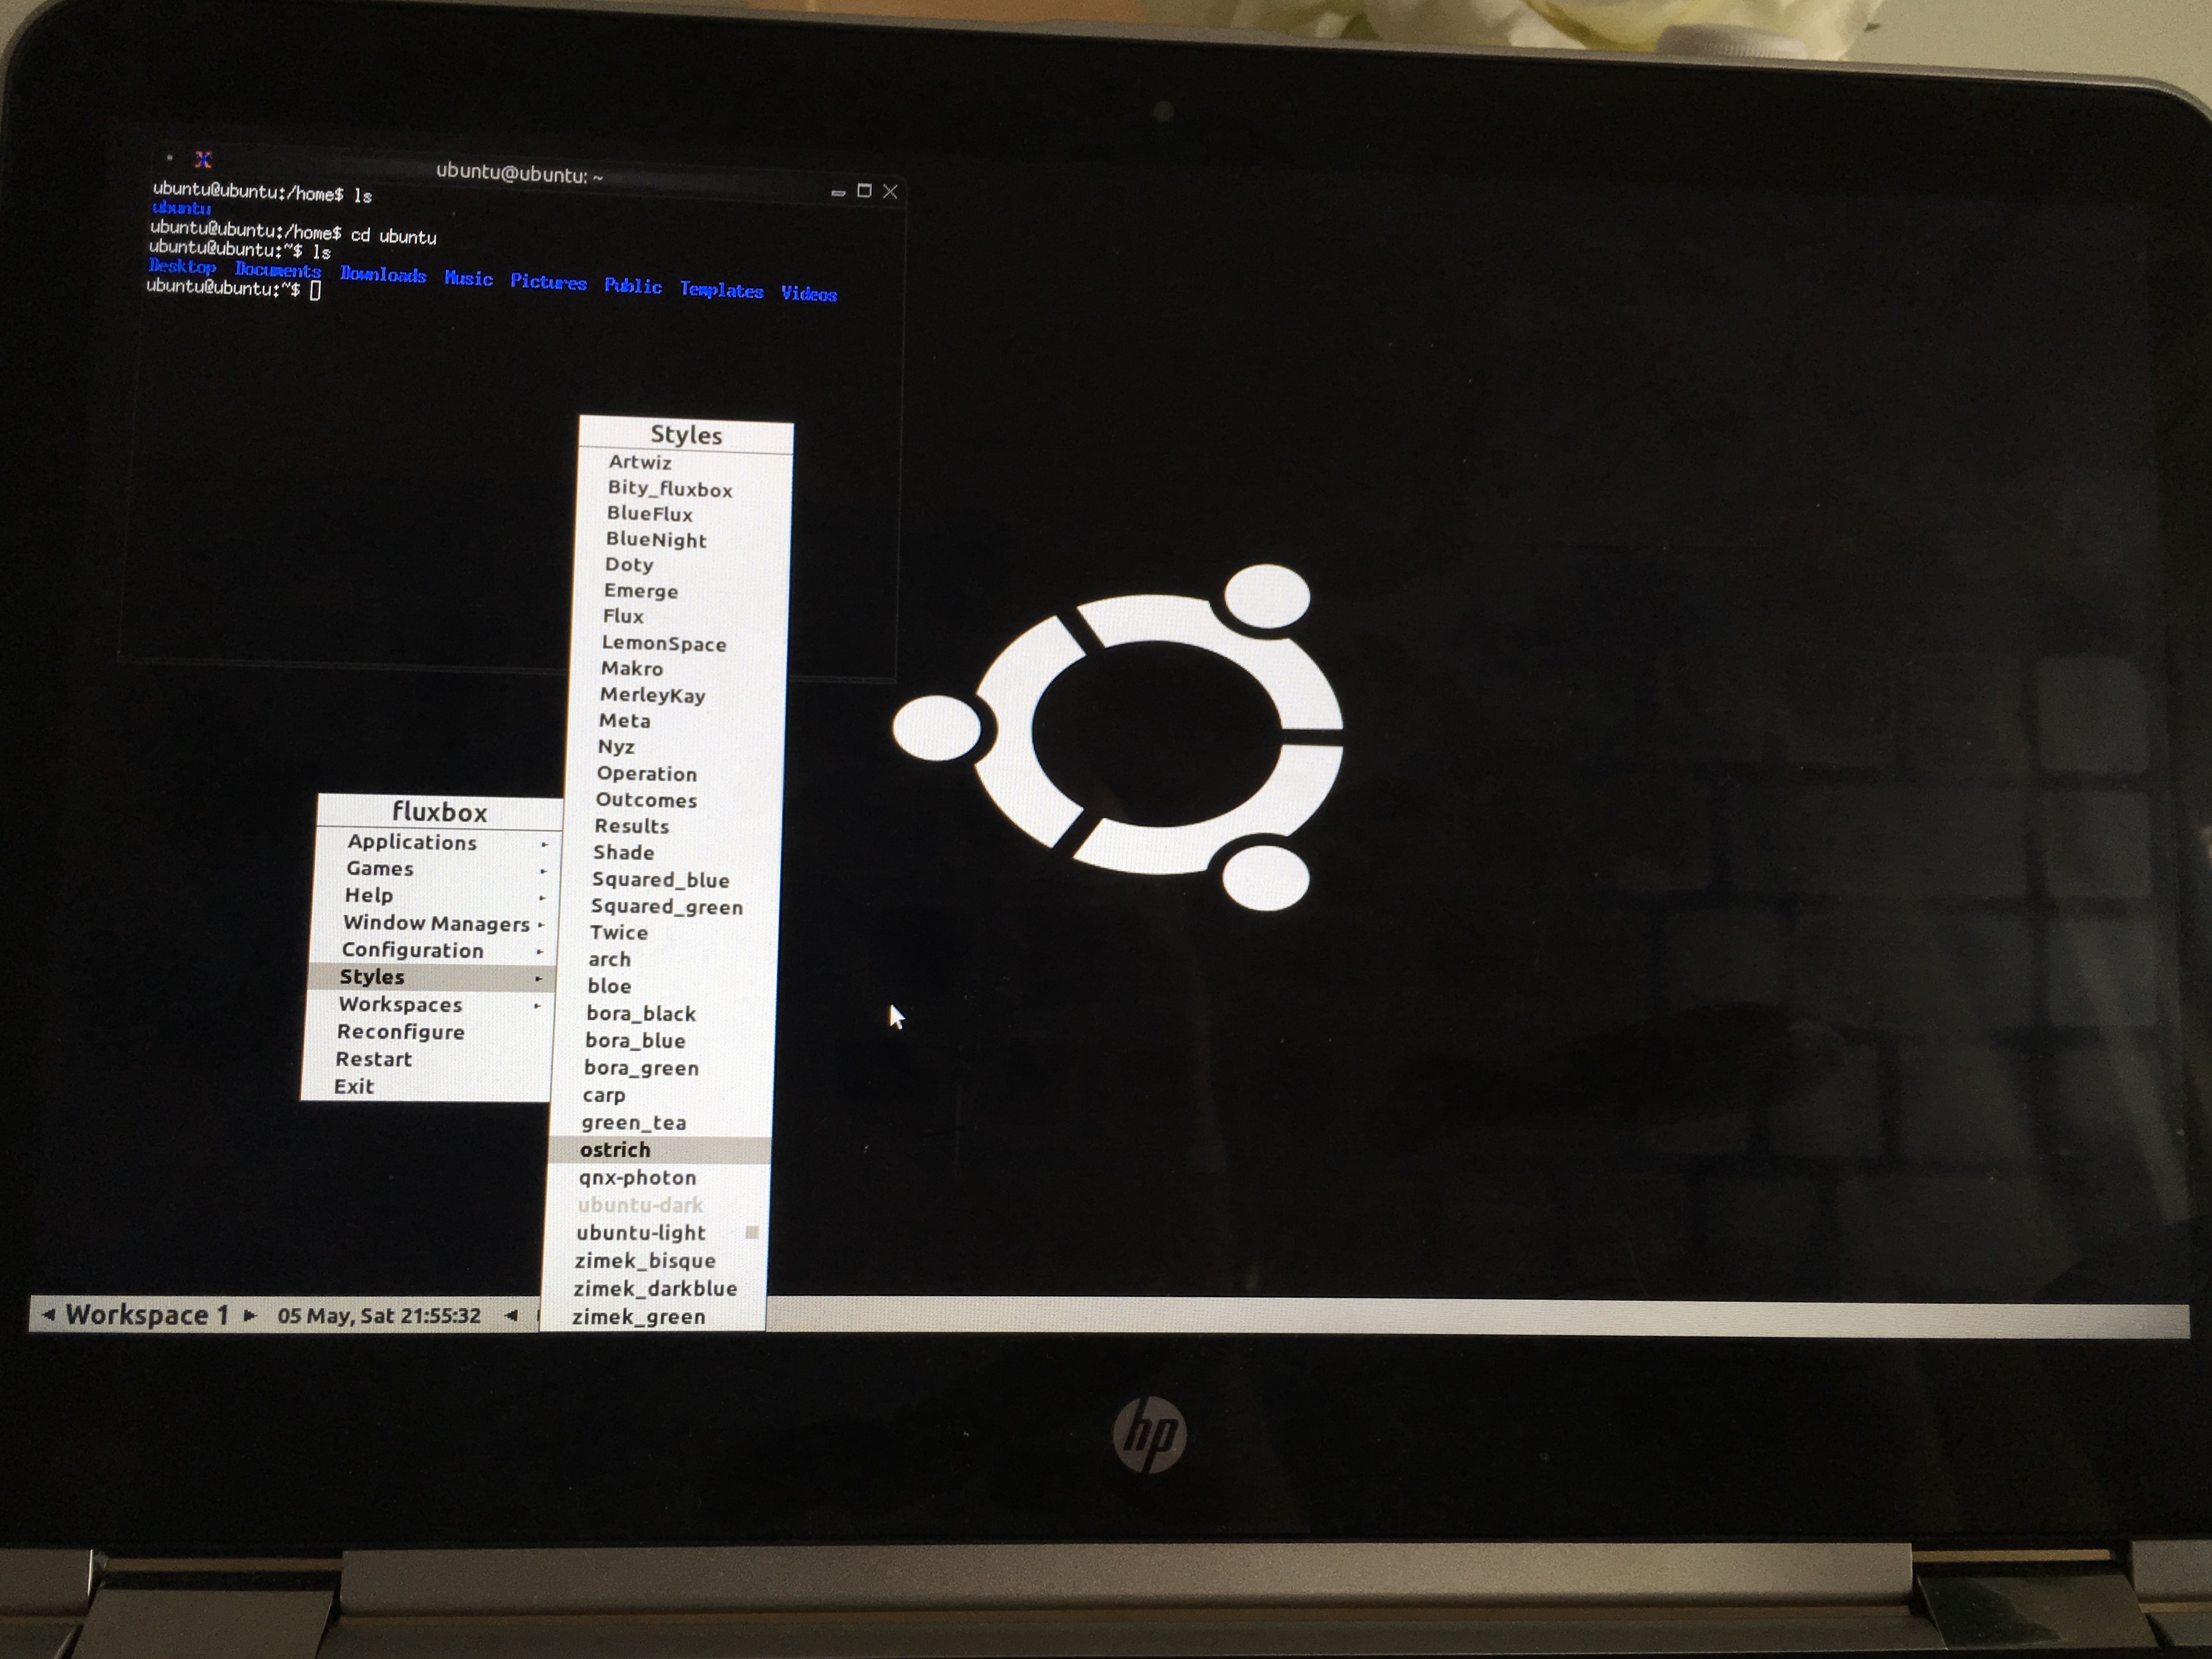 ubuntu@ubuntu: ~
ubuntu@ubuntu:/home$ ls
ubuntu
ubuntu@ubuntu:/home$ cd ubuntu
ubuntu@ubuntu:~$ ls
Desktop Documents Downloads Music Pictures Public Templates Videos
ubuntu@ubuntu:~$
Styles
Artwiz
Bity_fluxbox
BlueFlux
BlueNight
Doty
Emerge
Flux
LemonSpace
Makro
MerleyKay
Meta
Nyz
Operation
Outcomes
Results
Shade
Squared_blue
Squared_green
Twice
arch
bloe
bora_black
bora_blue
bora_green
carp
green_tea
ostrich
qnx-photon
ubuntu-dark
ubuntu-light
zimek_bisque
zimek_darkblue
zimek_green
fluxbox
Applications
Games
Help
Window Managers
Configuration
Styles
Workspaces
Reconfigure
Restart
Exit
Workspace 1
05 May, Sat 21:55:32
hp